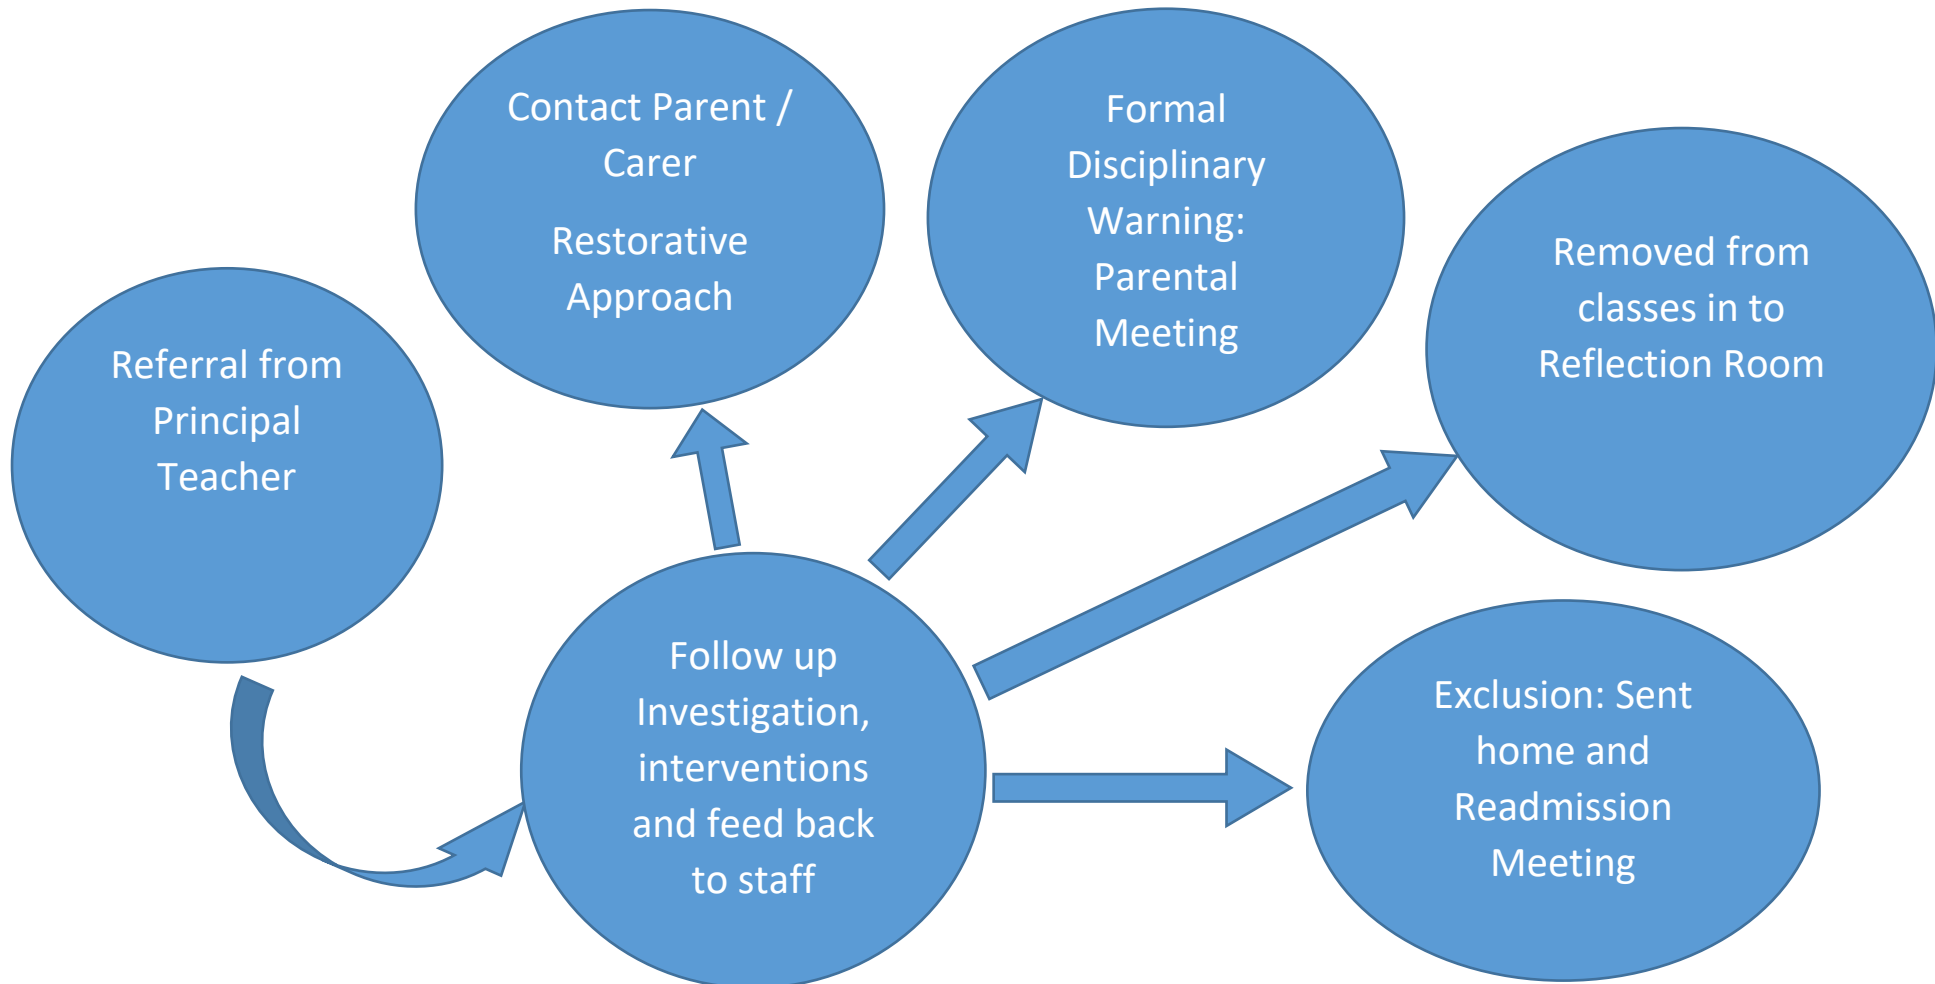 Referral from
Principal
Teacher
Contact Parent /
Carer
Restorative
Approach
Formal
Disciplinary
Warning:
Parental
Meeting
Removed from
classes in to
Reflection Room
Follow up
Investigation,
interventions
and feed back
to staff
Exclusion: Sent
home and
Readmission
Meeting